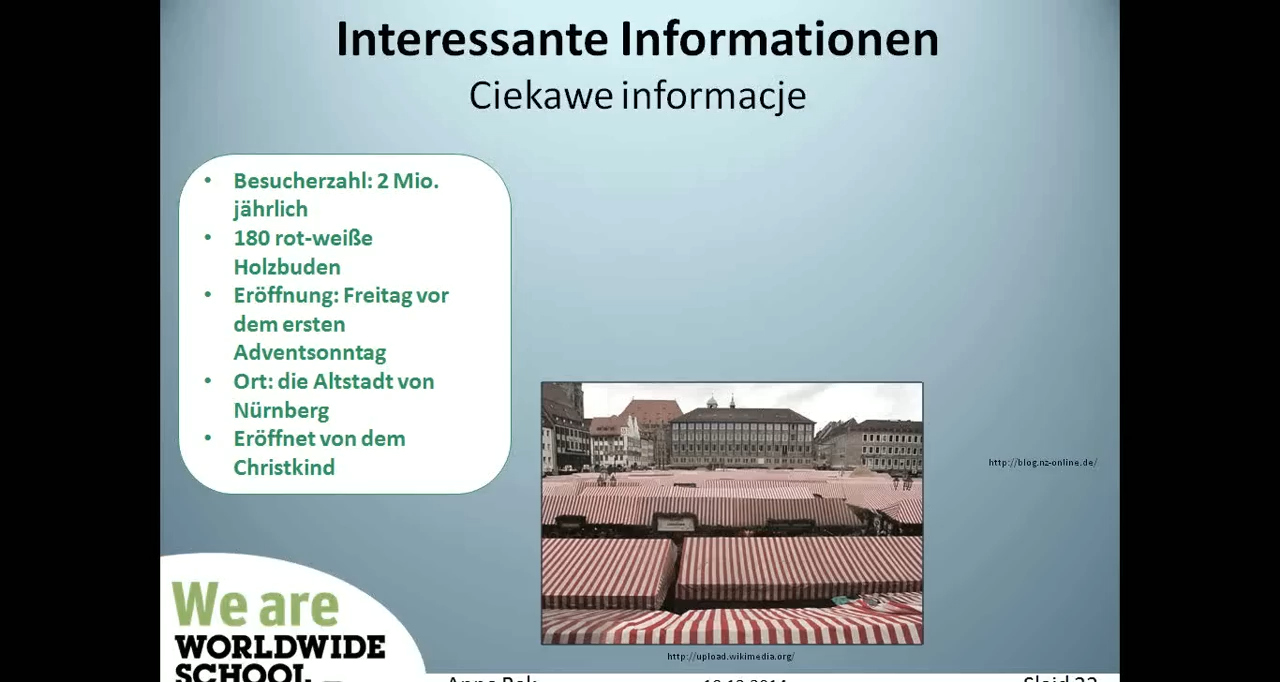 Interessante Informationen
Ciekawe informacje
• Besucherzahl: 2 Mio.
jährlich
• 180 rot-weiße
Holzbuden
• Eröffnung: Freitag vor
dem ersten
Adventsonntag
• Ort: die Altstadt von
Nürnberg
• Eröffnet von dem
Christkind
http://blog.nz-online.de/
http://upload.wikimedia.org/
We are
WORLDWIDE
SCHOOL